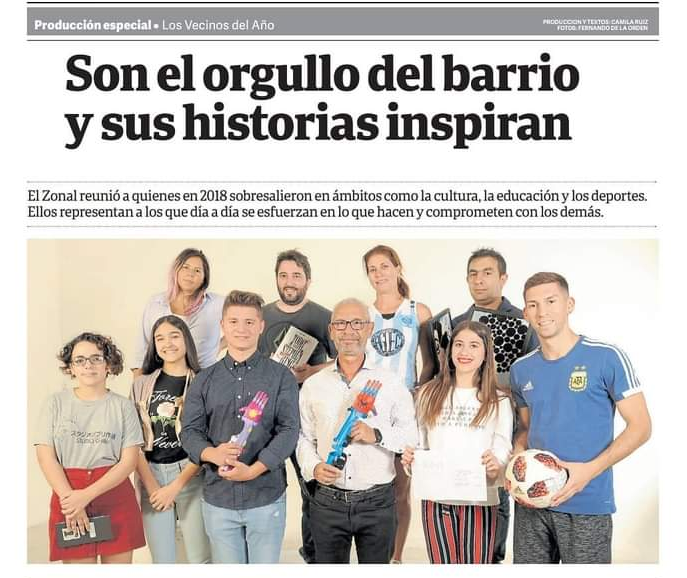 Producción especial • Los Vecinos del Año
PRODUCCION Y TEXTOS: CAMILA RUIZ
FOTOS: FERNANDO DE LA ORDEN
Son el orgullo del barrio
y sus historias inspiran
El Zonal reunió a quienes en 2018 sobresalieron en ámbitos como la cultura, la educación y los deportes.
Ellos representan a los que día a día se esfuerzan en lo que hacen y comprometen con los demás.
AFA